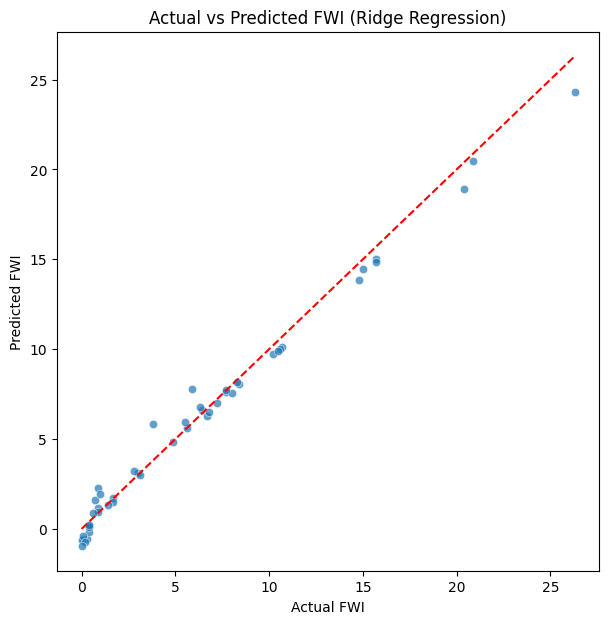 Actual vs Predicted FWI (Ridge Regression)
25
20
15
10
5
0
Predicted FWI
0 5 10 15 20 25
Actual FWI